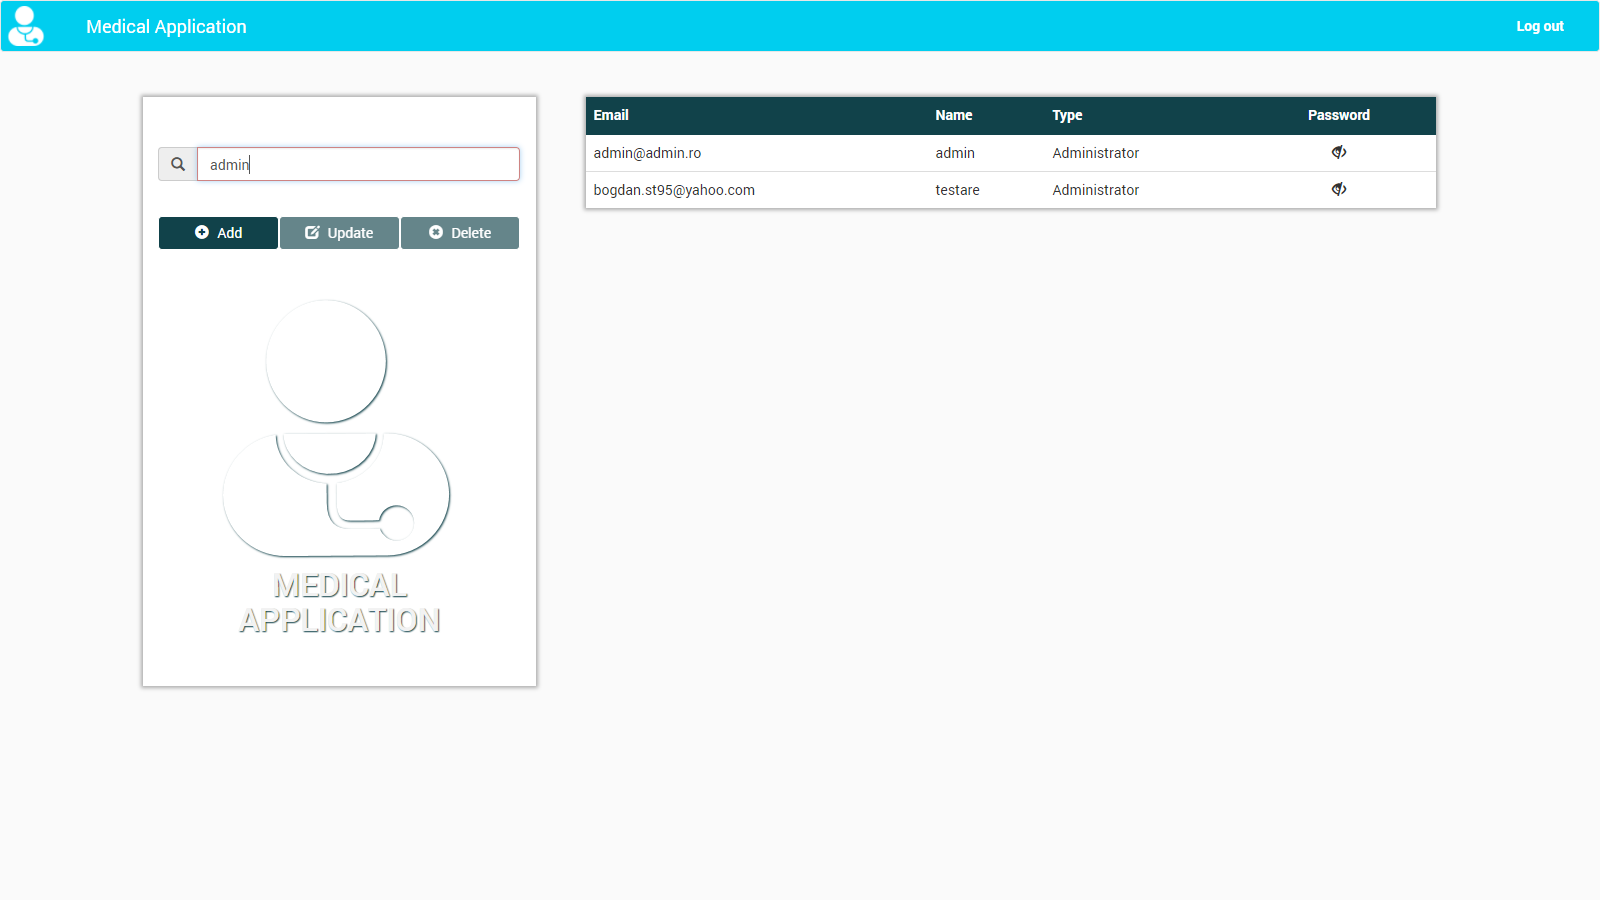 Medical Application
Log out
admin
Add Update Delete
MEDICAL
APPLICATION
Email Name Type Password
admin@admin.ro admin Administrator
bogdan.st95@yahoo.com testare Administrator